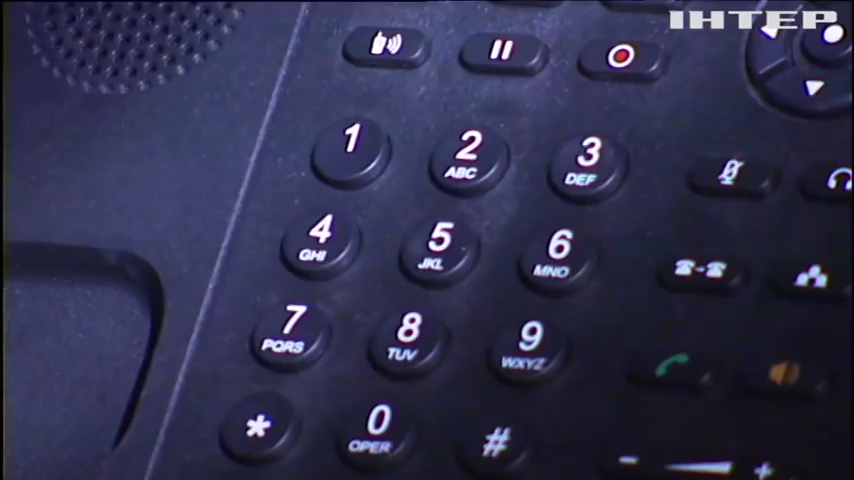 ІНТЕР
1
2
ABC
3
DEF
4
GHI
5
JKL
6
MNO
7
PQRS
8
TUV
9
WXYZ
*
0
OPER
#
- +